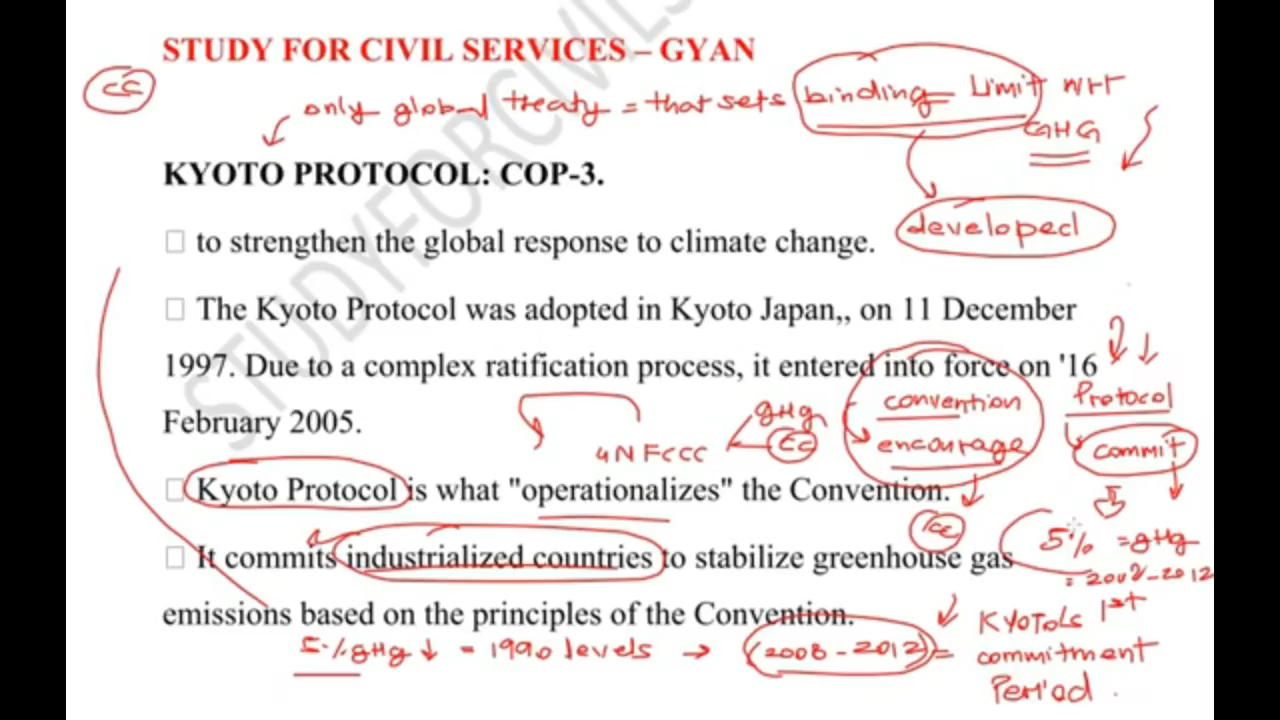 STUDY FOR CIVIL SERVICES – GYAN
CC
only global treaty = that sets binding Limit wrt
GHG
KYOTO PROTOCOL: COP-3.
developed
□ to strengthen the global response to climate change.
□ The Kyoto Protocol was adopted in Kyoto Japan,, on 11 December
1997. Due to a complex ratification process, it entered into force on '16
convention
Protocol
February 2005.
gHg
UNFCCC
CC
encourage
commit
□ Kyoto Protocol is what "operationalizes" the Convention.
5% = gHg
= 2008-2012
□ It commits industrialized countries to stabilize greenhouse gas
emissions based on the principles of the Convention.
5% gHg ↓ = 1990 levels → (2008-2012) =
Kyoto's 1st
commitment
Period.
STUDYFORCIVILS